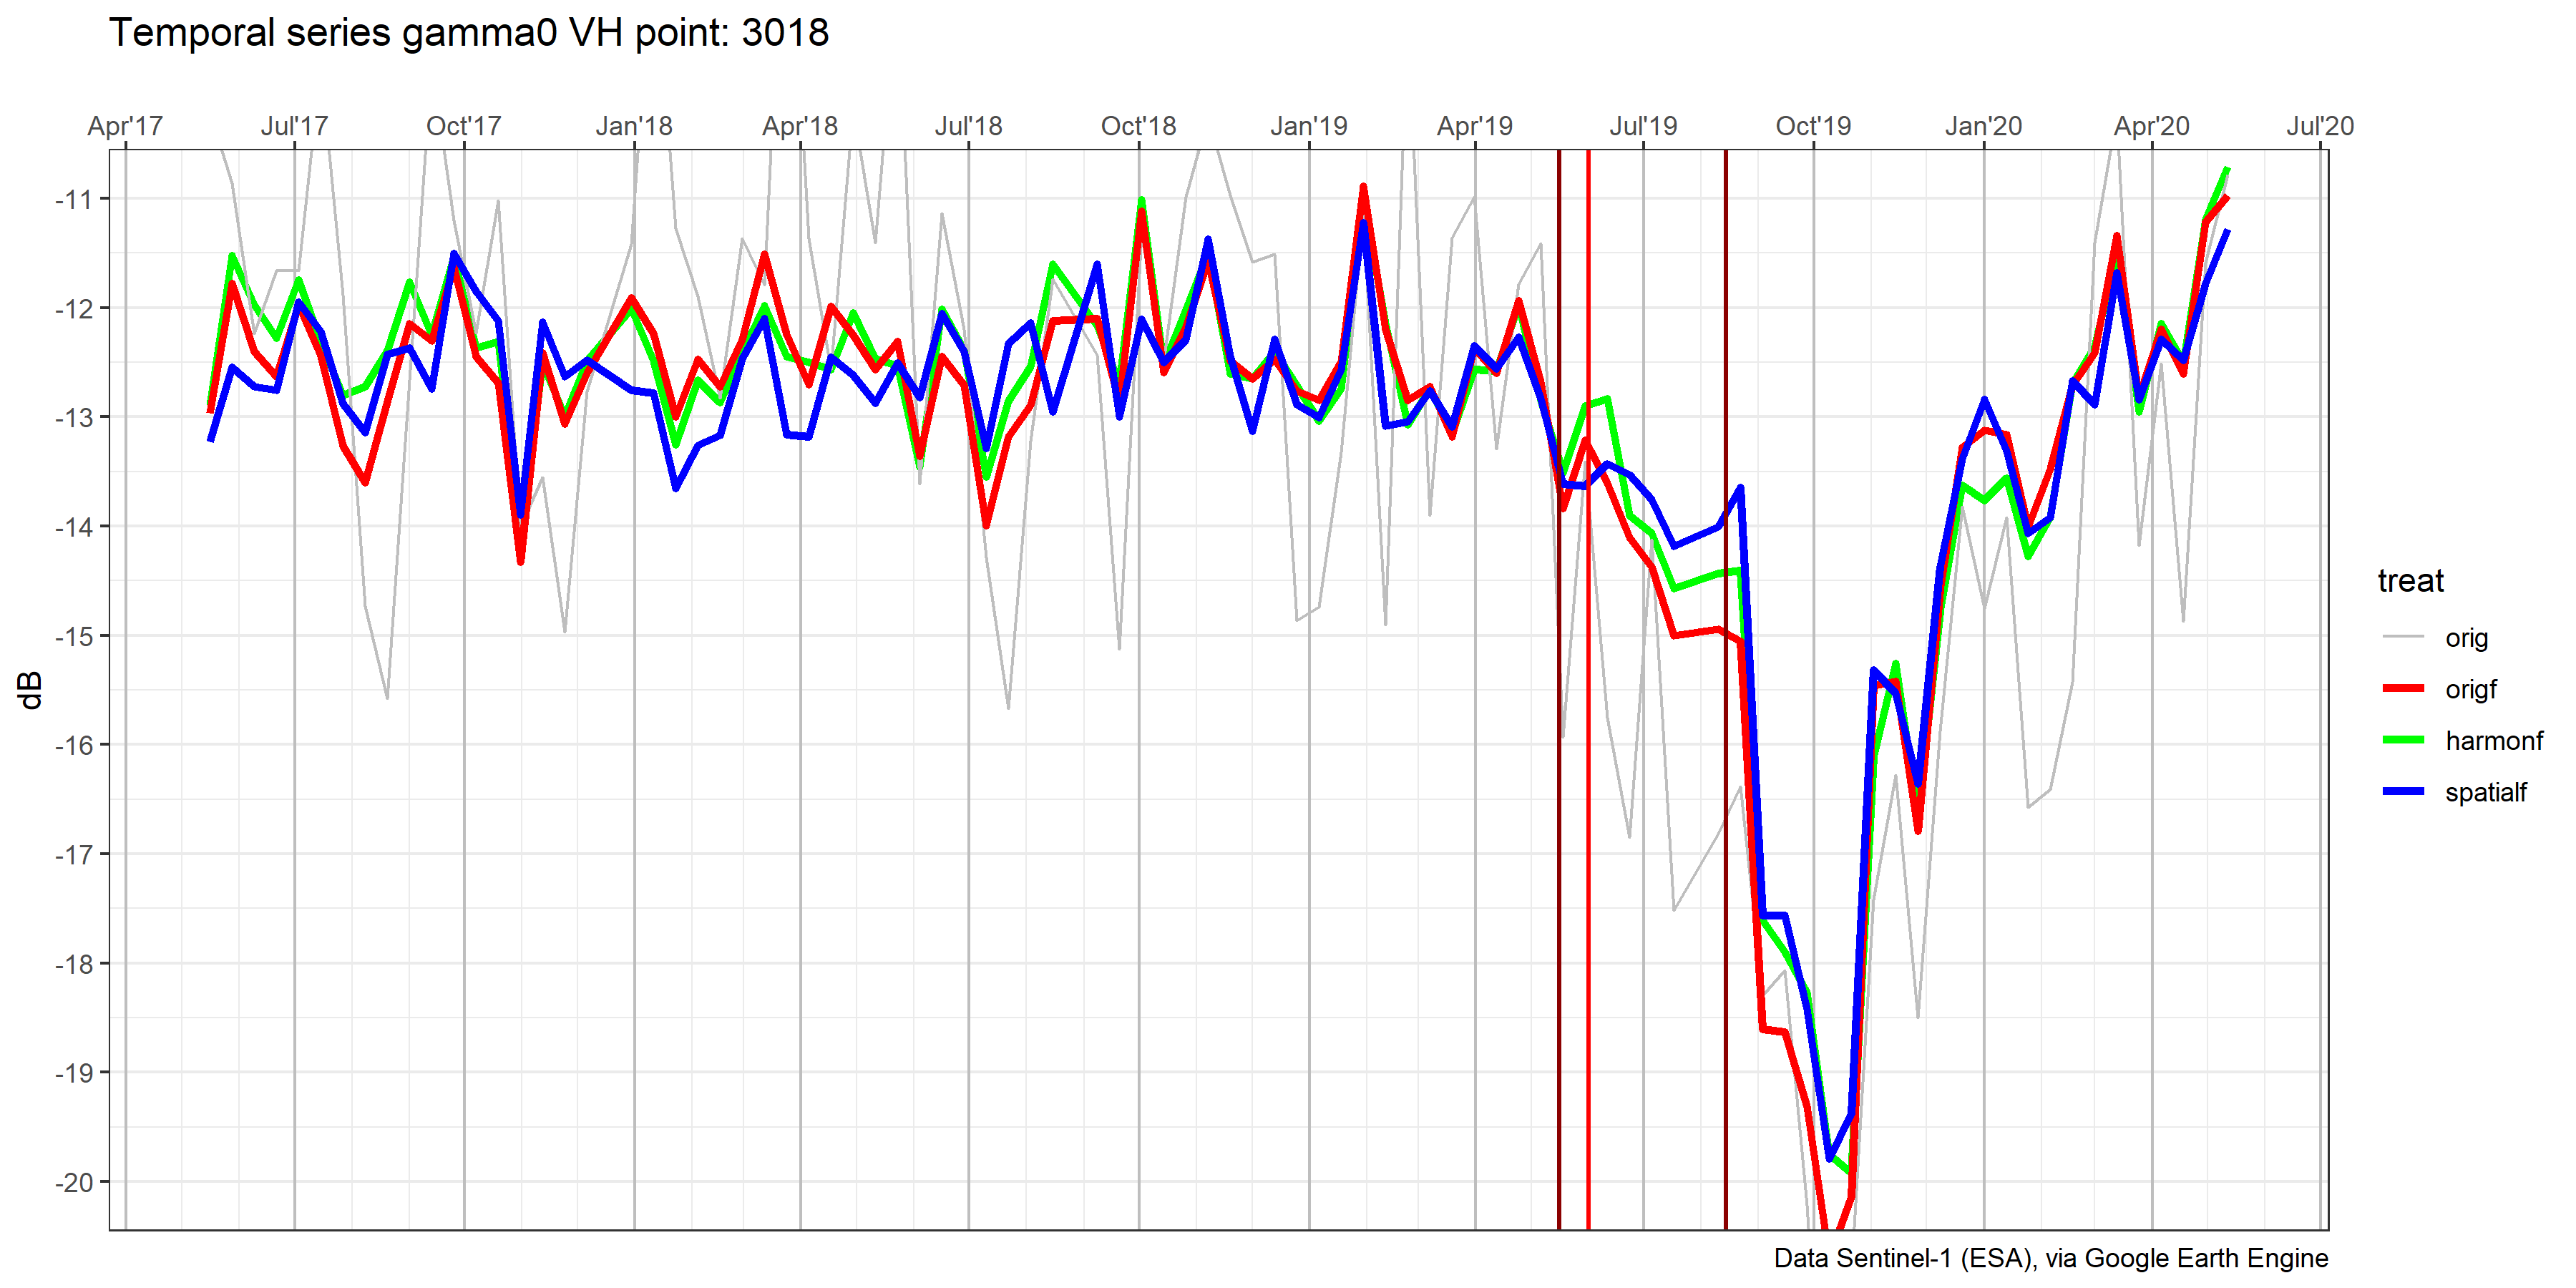 Temporal series gamma0 VH point: 3018
Apr'17 Jul'17 Oct'17 Jan'18 Apr'18 Jul'18 Oct'18 Jan'19 Apr'19 Jul'19 Oct'19 Jan'20 Apr'20 Jul'20
-11
-12
-13
-14
-15
-16
-17
-18
-19
-20
dB
treat
orig
origf
harmonf
spatialf
Data Sentinel-1 (ESA), via Google Earth Engine